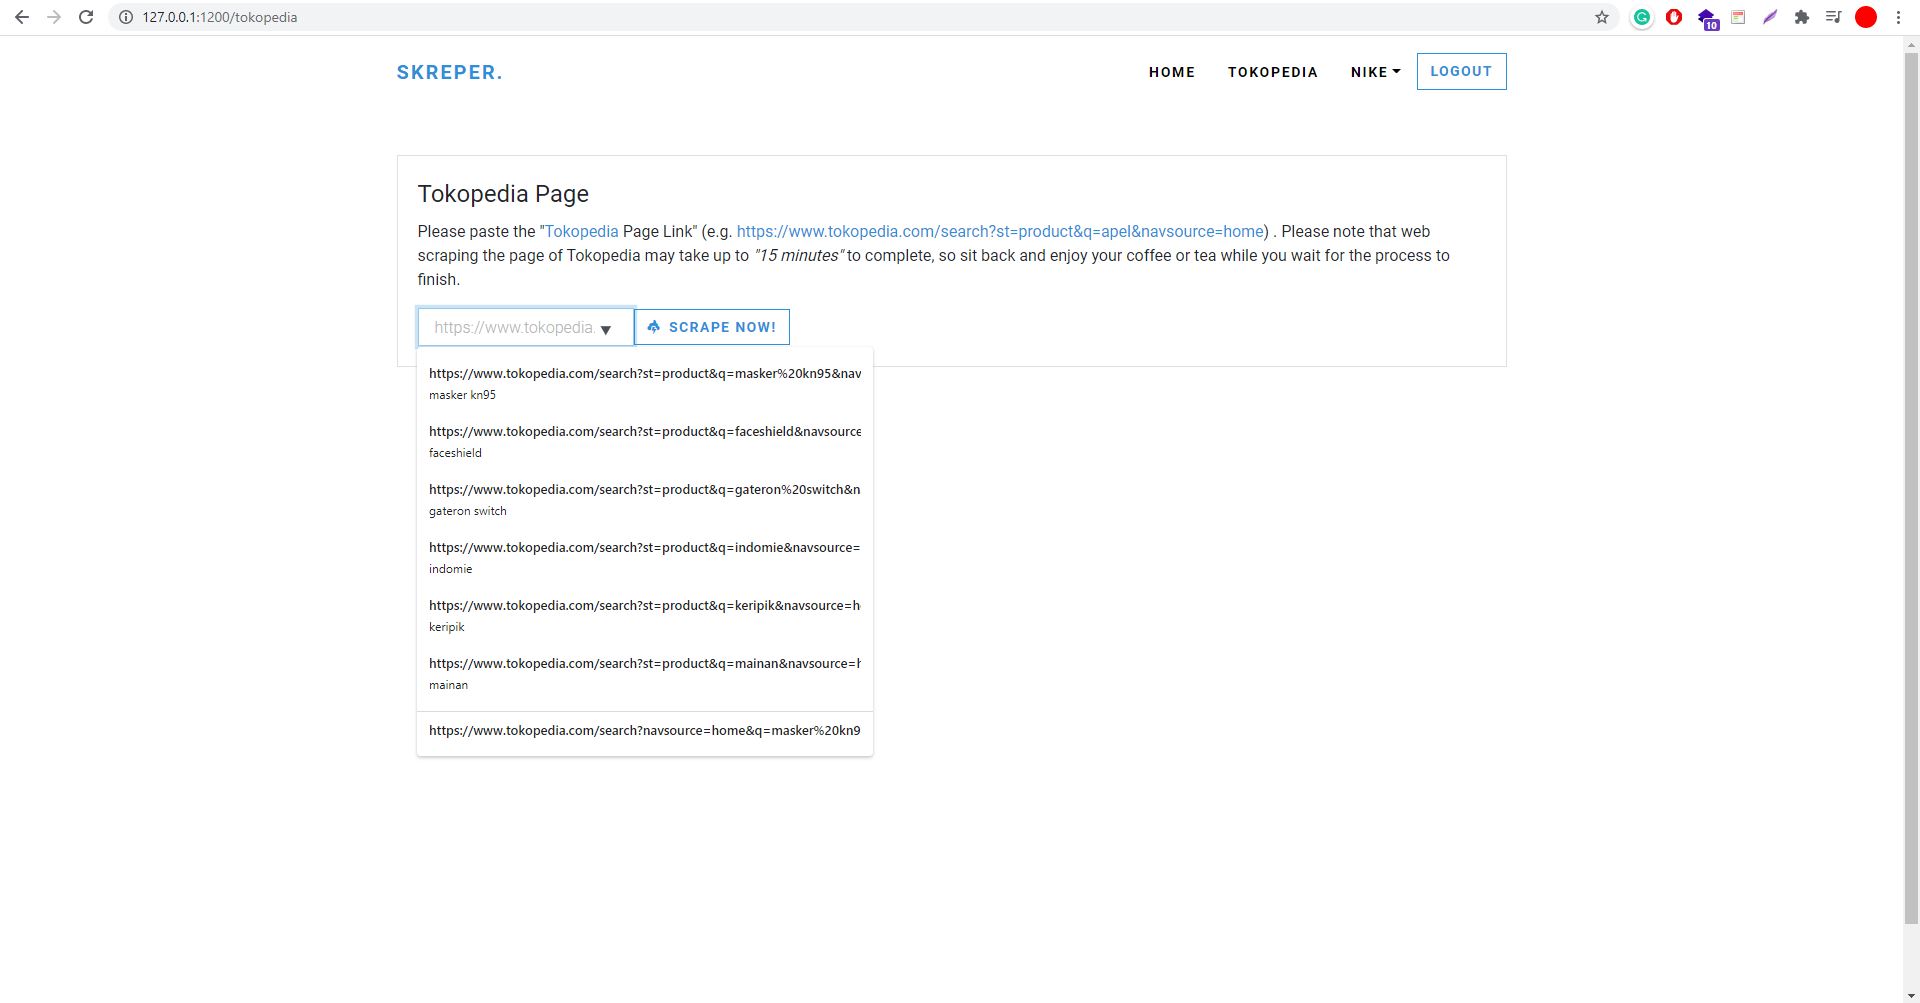 127.0.0.1:1200/tokopedia
10
SKREPER.
HOME TOKOPEDIA NIKE LOGOUT
Tokopedia Page
Please paste the "Tokopedia Page Link" (e.g. https://www.tokopedia.com/search?st=product&q=apel&navsource=home) . Please note that web
scraping the page of Tokopedia may take up to "15 minutes" to complete, so sit back and enjoy your coffee or tea while you wait for the process to
finish.
https://www.tokopedia. SCRAPE NOW!
https://www.tokopedia.com/search?st=product&q=masker%20kn95&nav
masker kn95
https://www.tokopedia.com/search?st=product&q=faceshield&navsource
faceshield
https://www.tokopedia.com/search?st=product&q=gateron%20switch&n
gateron switch
https://www.tokopedia.com/search?st=product&q=indomie&navsource=
indomie
https://www.tokopedia.com/search?st=product&q=keripik&navsource=h
keripik
https://www.tokopedia.com/search?st=product&q=mainan&navsource=h
mainan
https://www.tokopedia.com/search?navsource=home&q=masker%20kn9